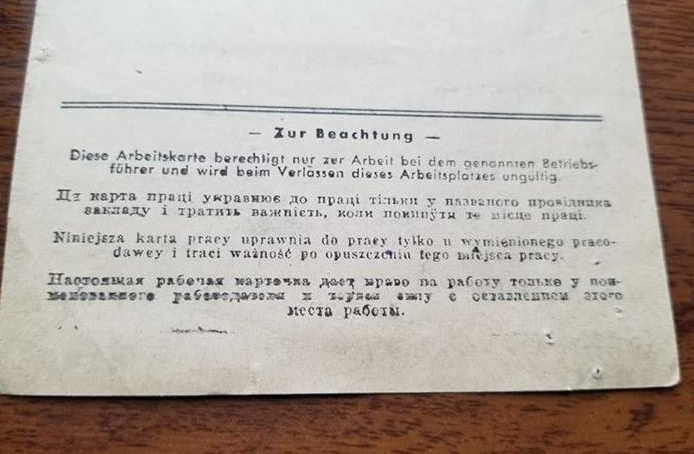 — Zur Beachtung —
Diese Arbeitskarte berechtigt nur zur Arbeit bei dem genannten Betriebs-
führer und wird beim Verlassen dieses Arbeitsplatzes ungültig.
Ця карта праці управнює до праці тільки у названого провідника
закладу і тратить важність, коли покинути те місце праці.
Niniejsza karta pracy uprawnia do pracy tylko u wymienionego praco-
dawcy i traci ważność po opuszczeniu tego miejsca pracy.
Настоящая рабочая карточка дает право на работу только у пои-
менованного работодателя и силу с оставлением этого
места работы.